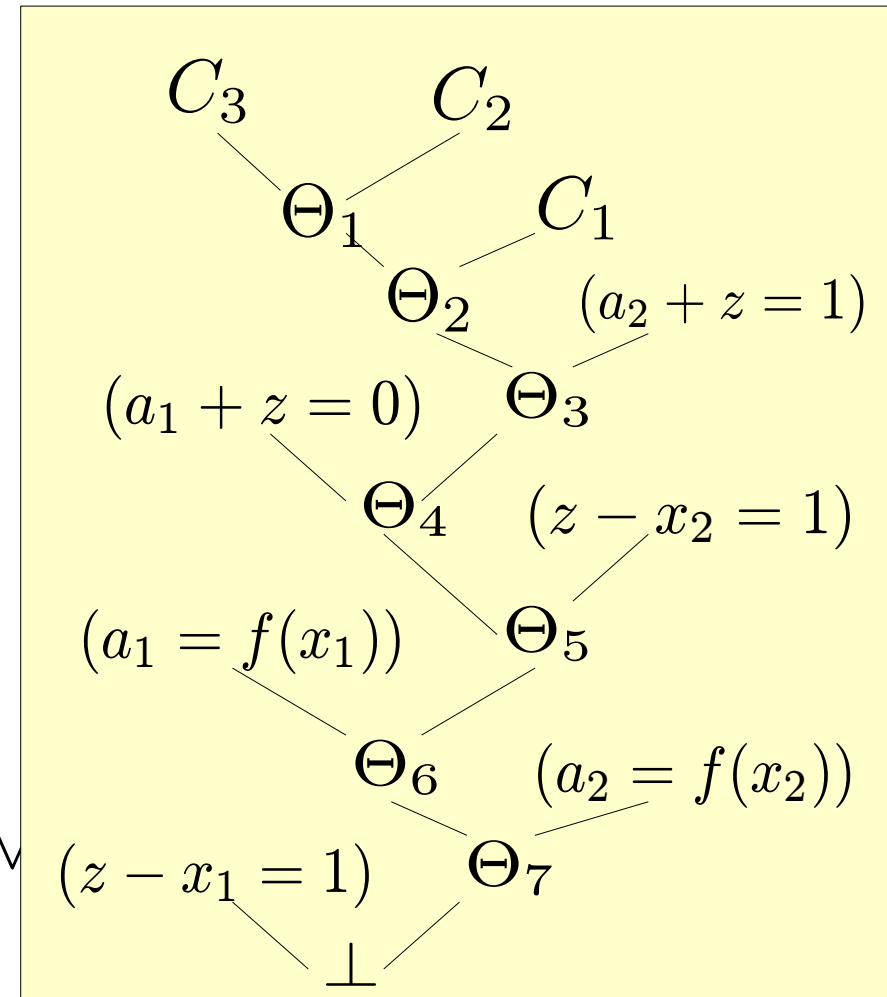 C₃ C₂
Θ₁ C₁
Θ₂ (a₂ + z = 1)
(a₁ + z = 0) Θ₃
Θ₄ (z − x₂ = 1)
(a₁ = f(x₁)) Θ₅
Θ₆ (a₂ = f(x₂))
(z − x₁ = 1) Θ₇
⊥